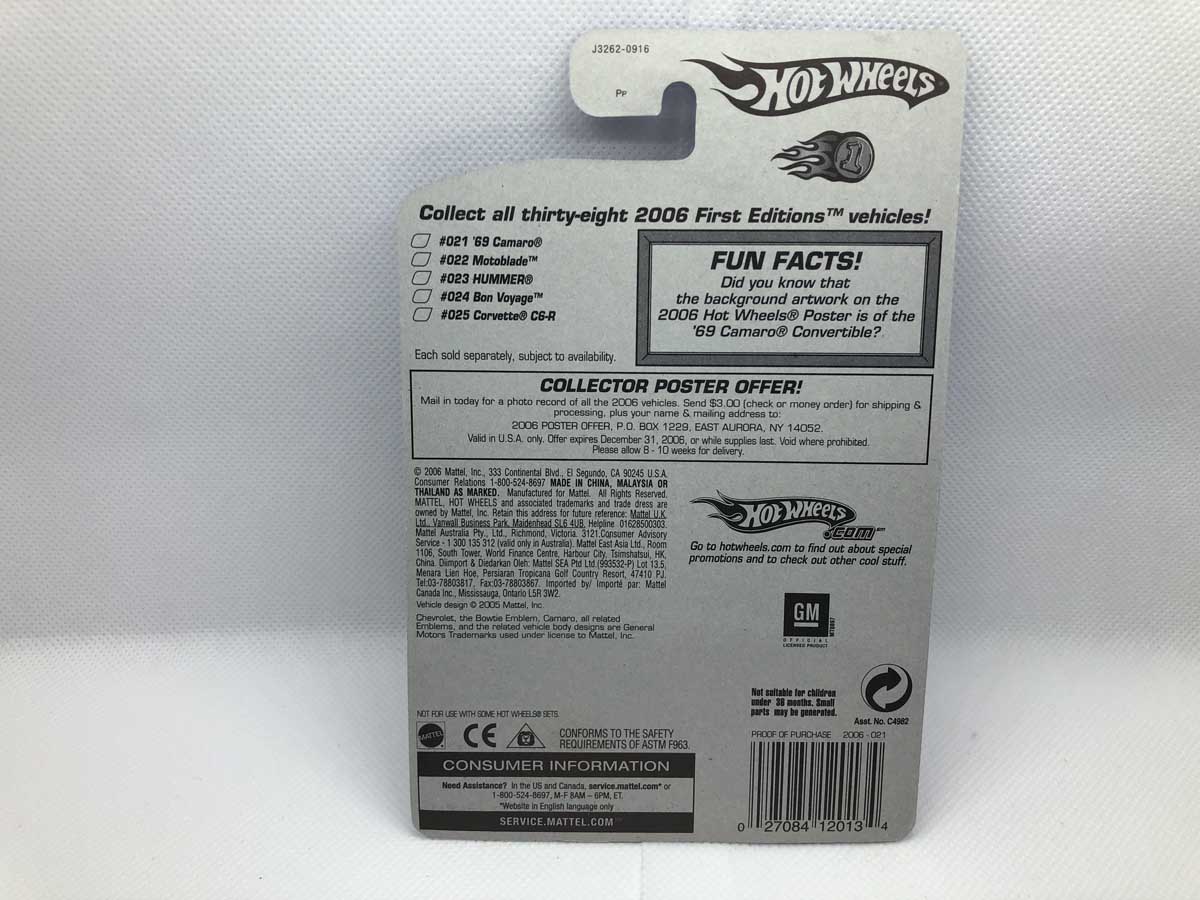 J3262-0916
PP
HOT WHEELS
1
Collect all thirty-eight 2006 First Editions™ vehicles!
#021 '69 Camaro®
#022 Motoblade™
#023 HUMMER®
#024 Bon Voyage™
#025 Corvette® C6-R
Each sold separately, subject to availability.
FUN FACTS!
Did you know that
the background artwork on the
2006 Hot Wheels® Poster is of the
'69 Camaro® Convertible?
COLLECTOR POSTER OFFER!
Mail in today for a photo record of all the 2006 vehicles. Send $3.00 (check or money order) for shipping &
processing, plus your name & mailing address to:
2006 POSTER OFFER, P.O. BOX 1229, EAST AURORA, NY 14052.
Valid in U.S.A. only. Offer expires December 31, 2006, or while supplies last. Void where prohibited.
Please allow 8 - 10 weeks for delivery.
© 2006 Mattel, Inc., 333 Continental Blvd., El Segundo, CA 90245 U.S.A.
Consumer Relations 1-800-524-8697 MADE IN CHINA, MALAYSIA OR
THAILAND AS MARKED. Manufactured for Mattel. All Rights Reserved.
MATTEL, HOT WHEELS and associated trademarks and trade dress are
owned by Mattel, Inc. Retain this address for future reference: Mattel U.K.
Ltd., Vanwall Business Park, Maidenhead SL6 4UB. Helpline 01628500303.
Mattel Australia Pty., Ltd., Richmond, Victoria. 3121.Consumer Advisory
Service - 1 300 135 312 (valid only in Australia). Mattel East Asia Ltd., Room
1106, South Tower, World Finance Centre, Harbour City, Tsimshatsui, HK,
China. Diimport & Diedarkan Oleh: Mattel SEA Ptd Ltd.(993532-P) Lot 13.5,
Menara Lien Hoe, Persiaran Tropicana Golf Country Resort, 47410 PJ.
Tel:03-78803817, Fax:03-78803867. Imported by/ Importé par: Mattel
Canada Inc., Mississauga, Ontario L5R 3W2.
Vehicle design © 2005 Mattel, Inc.
Chevrolet, the Bowtie Emblem, Camaro, all related
Emblems, and the related vehicle body designs are General
Motors Trademarks used under license to Mattel, Inc.
HOT WHEELS
.COM™
Go to hotwheels.com to find out about special
promotions and to check out other cool stuff.
GM
OFFICIAL
LICENSED PRODUCT
Not suitable for children
under 36 months. Small
parts may be generated.
Asst. No. C4982
NOT FOR USE WITH SOME HOT WHEELS® SETS.
MATTEL
CE
CONFORMS TO THE SAFETY
REQUIREMENTS OF ASTM F963.
CONSUMER INFORMATION
Need Assistance? In the US and Canada, service.mattel.com* or
1-800-524-8697, M-F 8AM – 6PM, ET.
*Website in English language only
SERVICE.MATTEL.COM™
PROOF OF PURCHASE 2006 - 021
0 27084 12013 4